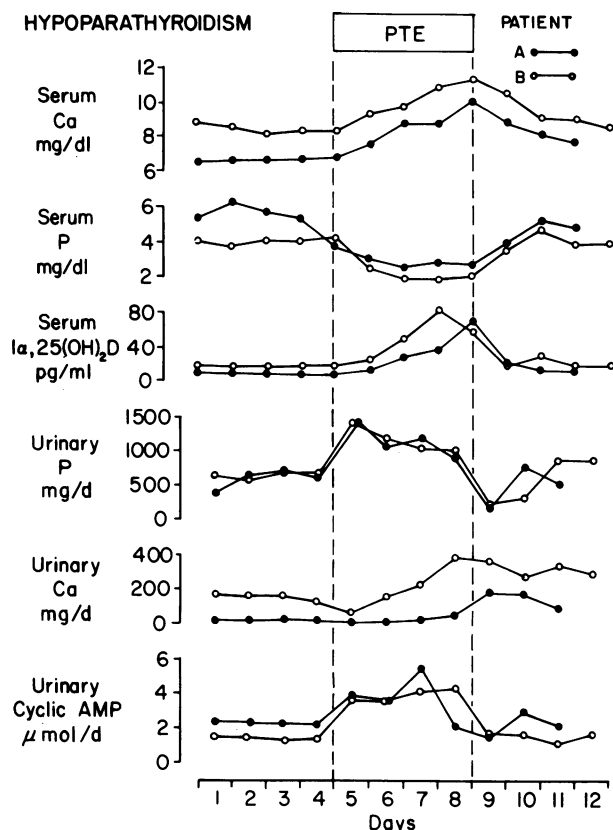 HYPOPARATHYROIDISM
PTE
PATIENT
A
B
Serum
Ca
mg/dl
12
10
8
6
Serum
P
mg/dl
6
4
2
Serum
1α,25(OH)₂D
pg/ml
80
40
0
Urinary
P
mg/d
1500
1000
500
0
Urinary
Ca
mg/d
400
200
0
Urinary
Cyclic AMP
μmol/d
6
4
2
0
1 2 3 4 5 6 7 8 9 10 11 12
Days